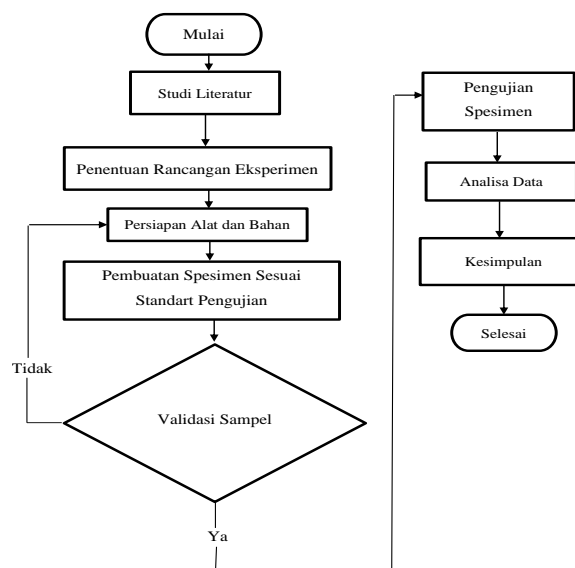 Mulai
Studi Literatur
Penentuan Rancangan Eksperimen
Persiapan Alat dan Bahan
Pembuatan Spesimen Sesuai
Standart Pengujian
Tidak
Validasi Sampel
Ya
Pengujian
Spesimen
Analisa Data
Kesimpulan
Selesai